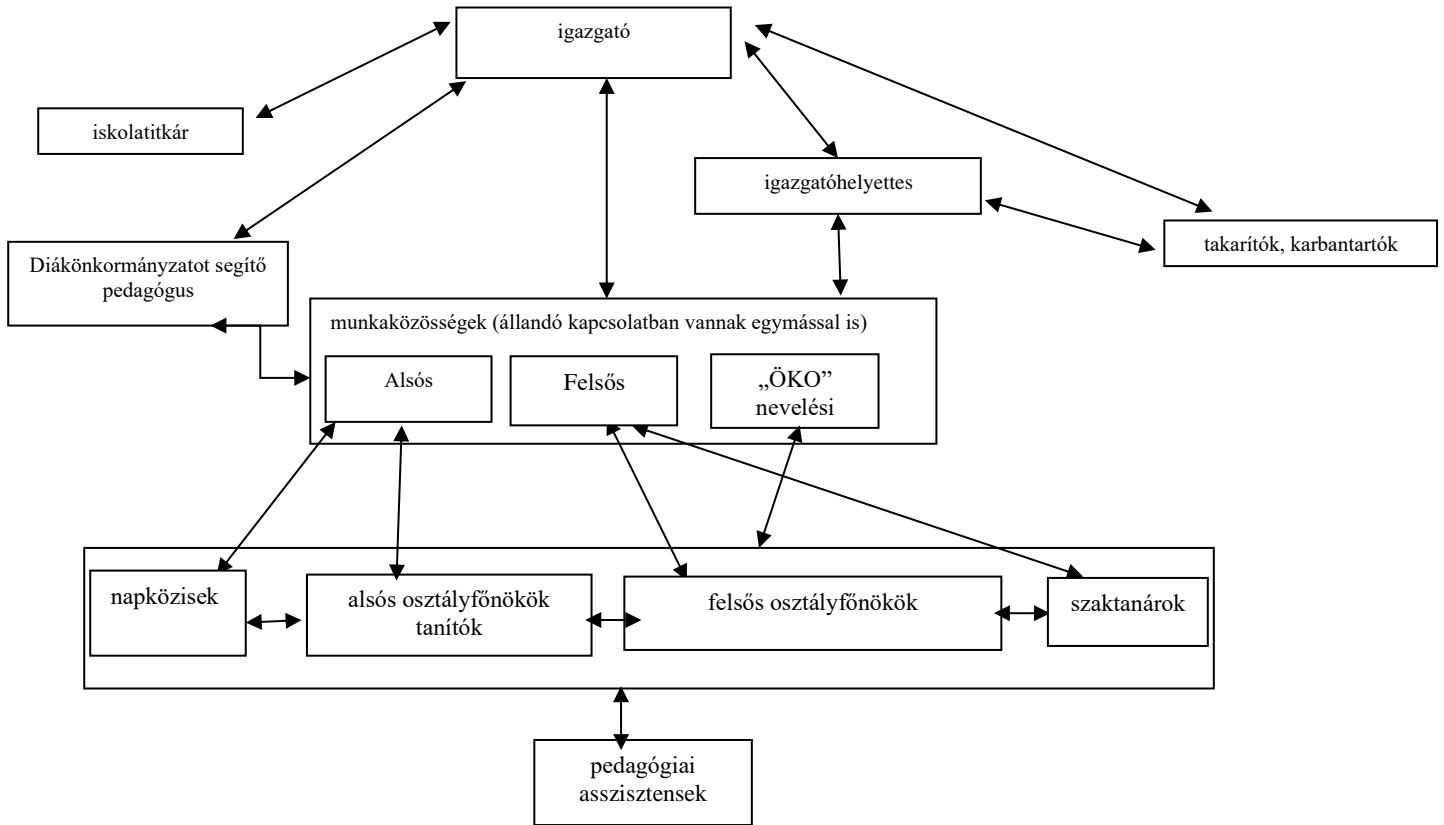 igazgató
iskolatitkár
igazgatóhelyettes
takarítók, karbantartók
Diákönkormányzatot segítő
pedagógus
munkaközösségek (állandó kapcsolatban vannak egymással is)
Alsós
Felsős
„ÖKO”
nevelési
napközisek
alsós osztályfőnökök
tanítók
felsős osztályfőnökök
szaktanárok
pedagógiai
asszisztensek